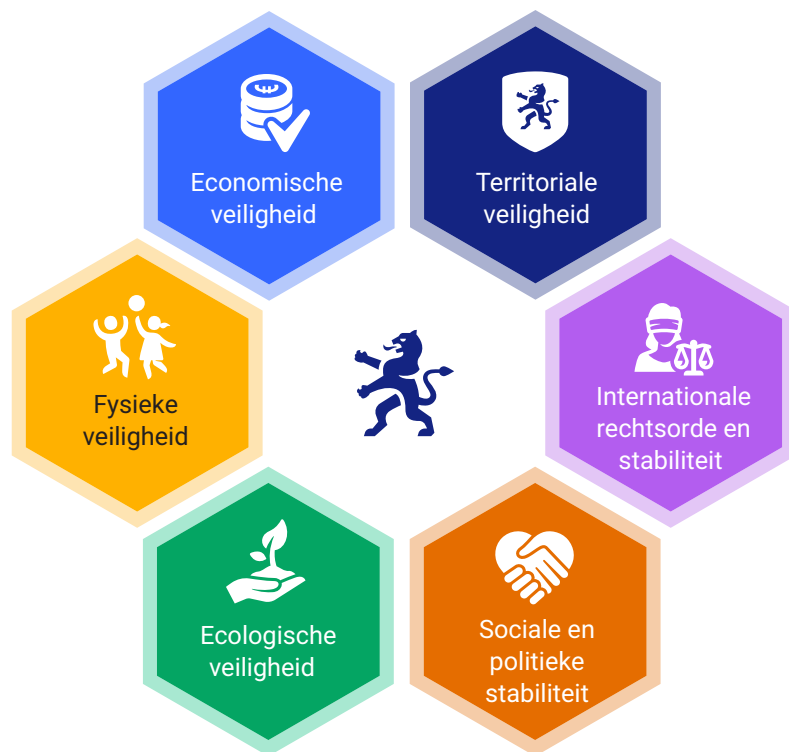 Economische
veiligheid
Territoriale
veiligheid
Fysieke
veiligheid
Internationale
rechtsorde en
stabiliteit
Ecologische
veiligheid
Sociale en
politieke
stabiliteit